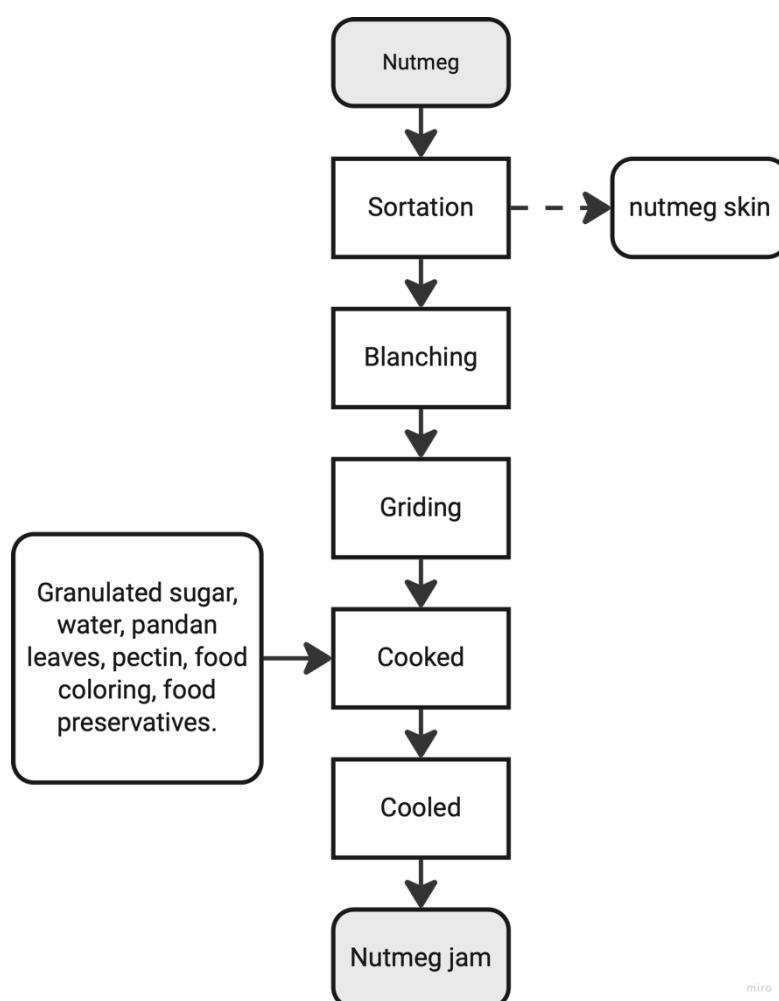 Nutmeg
Sortation
nutmeg skin
Blanching
Griding
Granulated sugar,
water, pandan
leaves, pectin, food
coloring, food
preservatives.
Cooked
Cooled
Nutmeg jam
miro